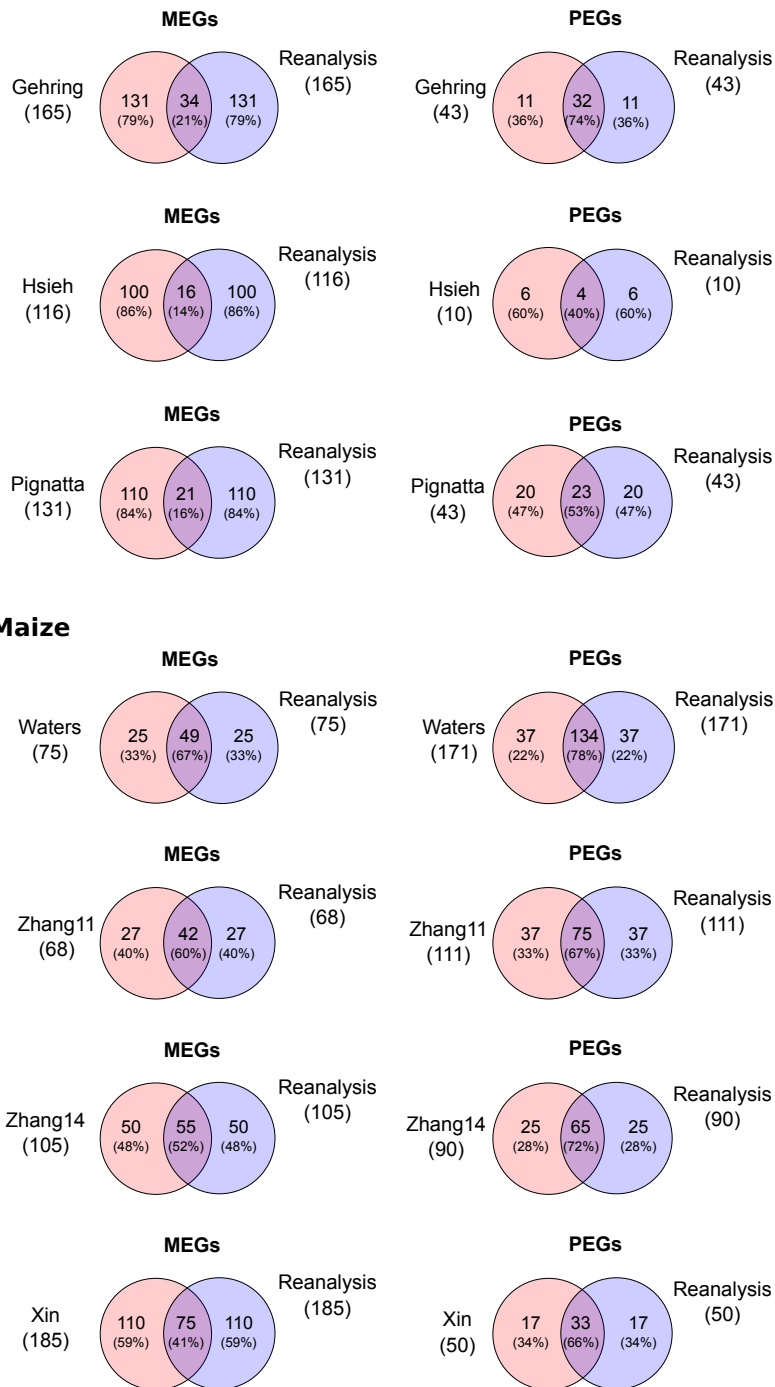 MEGs
Gehring
(165)
131
(79%)
34
(21%)
131
(79%)
Reanalysis
(165)
PEGs
Gehring
(43)
11
(36%)
32
(74%)
11
(36%)
Reanalysis
(43)
MEGs
Hsieh
(116)
100
(86%)
16
(14%)
100
(86%)
Reanalysis
(116)
PEGs
Hsieh
(10)
6
(60%)
4
(40%)
6
(60%)
Reanalysis
(10)
MEGs
Pignatta
(131)
110
(84%)
21
(16%)
110
(84%)
Reanalysis
(131)
PEGs
Pignatta
(43)
20
(47%)
23
(53%)
20
(47%)
Reanalysis
(43)
Maize
MEGs
Waters
(75)
25
(33%)
49
(67%)
25
(33%)
Reanalysis
(75)
PEGs
Waters
(171)
37
(22%)
134
(78%)
37
(22%)
Reanalysis
(171)
MEGs
Zhang11
(68)
27
(40%)
42
(60%)
27
(40%)
Reanalysis
(68)
PEGs
Zhang11
(111)
37
(33%)
75
(67%)
37
(33%)
Reanalysis
(111)
MEGs
Zhang14
(105)
50
(48%)
55
(52%)
50
(48%)
Reanalysis
(105)
PEGs
Zhang14
(90)
25
(28%)
65
(72%)
25
(28%)
Reanalysis
(90)
MEGs
Xin
(185)
110
(59%)
75
(41%)
110
(59%)
Reanalysis
(185)
PEGs
Xin
(50)
17
(34%)
33
(66%)
17
(34%)
Reanalysis
(50)